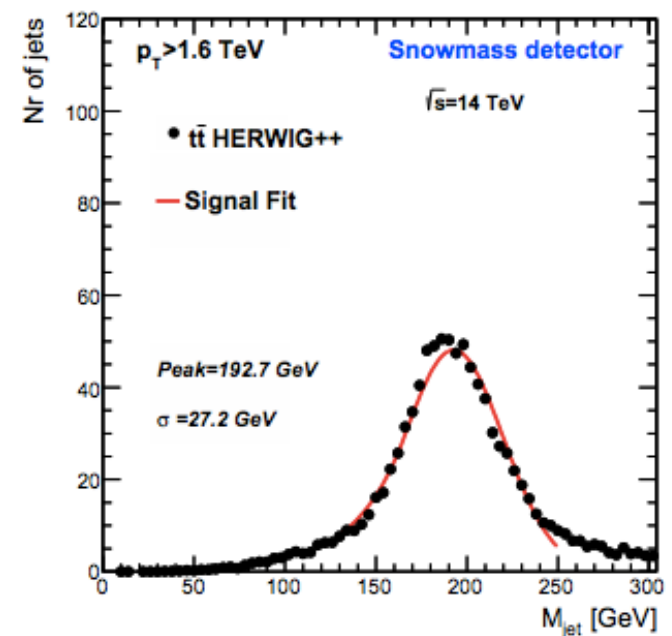 Nr of jets
120
100
80
60
40
20
0
p_T>1.6 TeV
Snowmass detector
√s=14 TeV
tt̄ HERWIG++
Signal Fit
Peak=192.7 GeV
σ =27.2 GeV
0 50 100 150 200 250 300
M_jet [GeV]